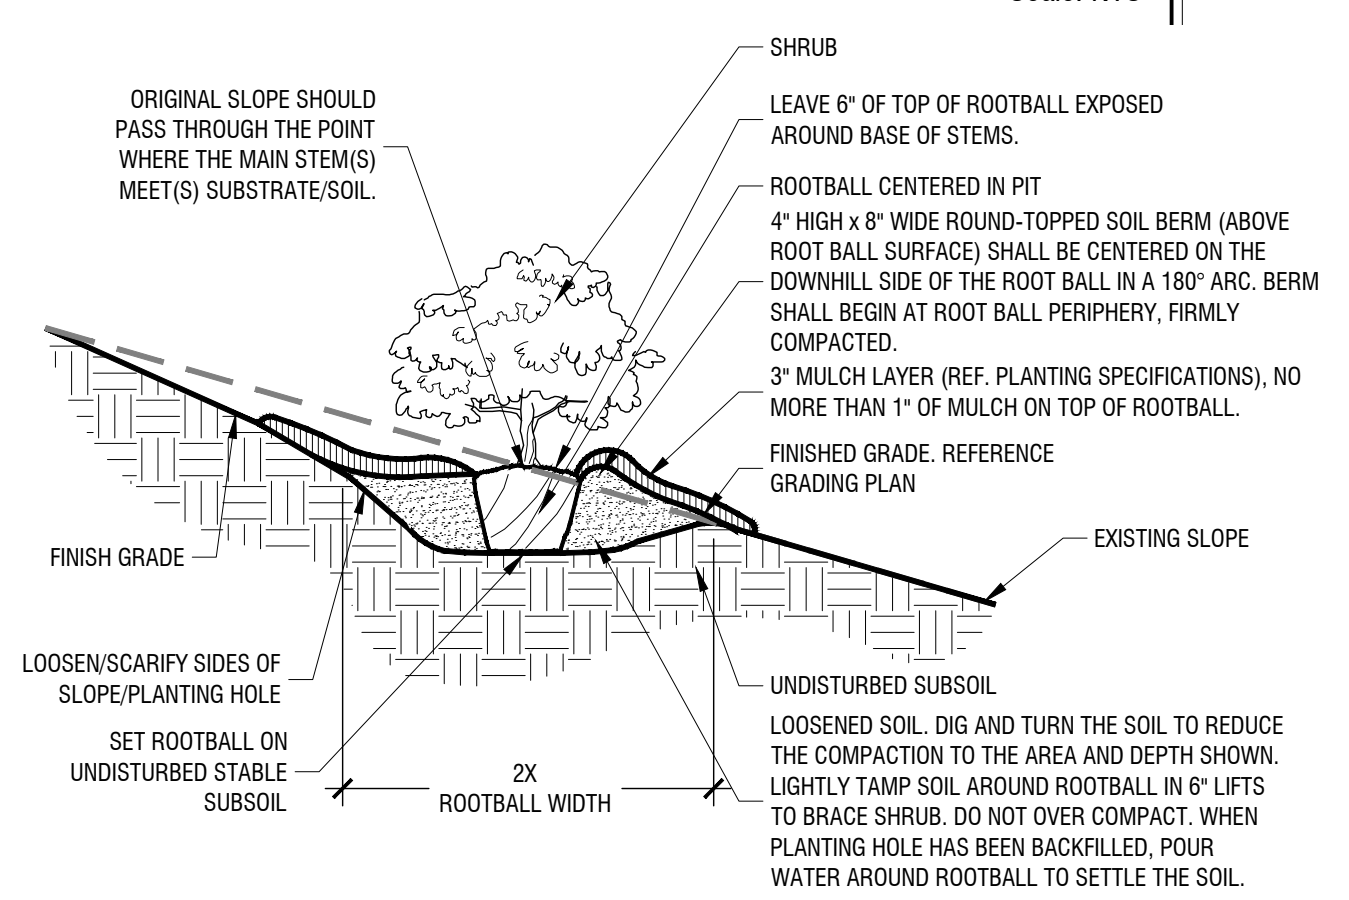 SHRUB
ORIGINAL SLOPE SHOULD
PASS THROUGH THE POINT
WHERE THE MAIN STEM(S)
MEET(S) SUBSTRATE/SOIL.
LEAVE 6" OF TOP OF ROOTBALL EXPOSED
AROUND BASE OF STEMS.
ROOTBALL CENTERED IN PIT
4" HIGH x 8" WIDE ROUND-TOPPED SOIL BERM (ABOVE
ROOT BALL SURFACE) SHALL BE CENTERED ON THE
DOWNHILL SIDE OF THE ROOT BALL IN A 180° ARC. BERM
SHALL BEGIN AT ROOT BALL PERIPHERY, FIRMLY
COMPACTED.
3" MULCH LAYER (REF. PLANTING SPECIFICATIONS), NO
MORE THAN 1" OF MULCH ON TOP OF ROOTBALL.
FINISHED GRADE. REFERENCE
GRADING PLAN
EXISTING SLOPE
FINISH GRADE
LOOSEN/SCARIFY SIDES OF
SLOPE/PLANTING HOLE
UNDISTURBED SUBSOIL
SET ROOTBALL ON
UNDISTURBED STABLE
SUBSOIL
2X
ROOTBALL WIDTH
LOOSENED SOIL. DIG AND TURN THE SOIL TO REDUCE
THE COMPACTION TO THE AREA AND DEPTH SHOWN.
LIGHTLY TAMP SOIL AROUND ROOTBALL IN 6" LIFTS
TO BRACE SHRUB. DO NOT OVER COMPACT. WHEN
PLANTING HOLE HAS BEEN BACKFILLED, POUR
WATER AROUND ROOTBALL TO SETTLE THE SOIL.